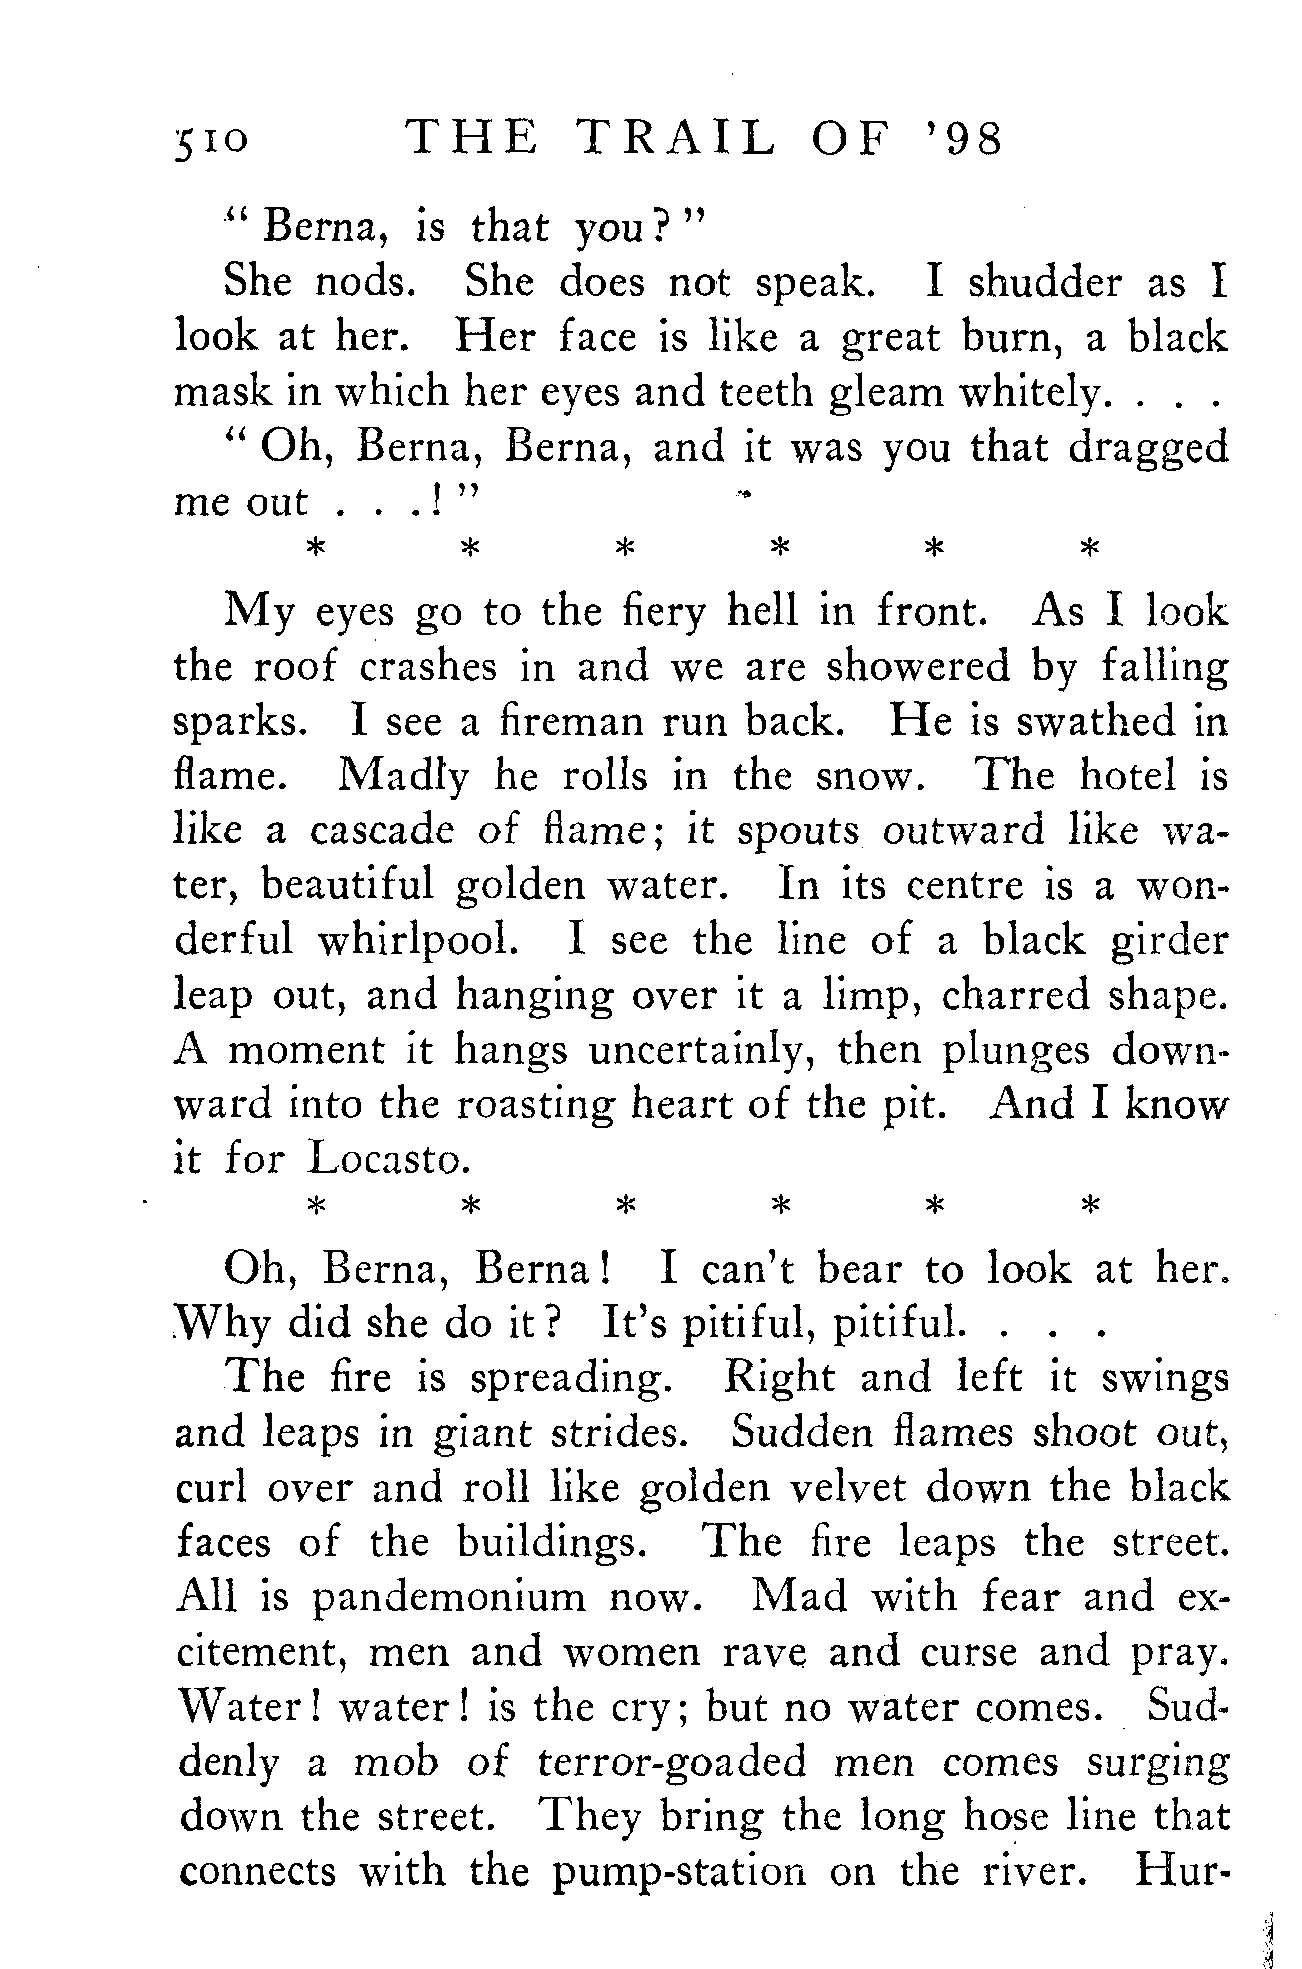 510 THE TRAIL OF '98
" Berna, is that you? "
She nods. She does not speak. I shudder as I
look at her. Her face is like a great burn, a black
mask in which her eyes and teeth gleam whitely. . . .
" Oh, Berna, Berna, and it was you that dragged
me out . . . ! "
* * * * * *
My eyes go to the fiery hell in front. As I look
the roof crashes in and we are showered by falling
sparks. I see a fireman run back. He is swathed in
flame. Madly he rolls in the snow. The hotel is
like a cascade of flame; it spouts outward like wa-
ter, beautiful golden water. In its centre is a won-
derful whirlpool. I see the line of a black girder
leap out, and hanging over it a limp, charred shape.
A moment it hangs uncertainly, then plunges down-
ward into the roasting heart of the pit. And I know
it for Locasto.
* * * * * *
Oh, Berna, Berna! I can't bear to look at her.
Why did she do it? It's pitiful, pitiful. . . .
The fire is spreading. Right and left it swings
and leaps in giant strides. Sudden flames shoot out,
curl over and roll like golden velvet down the black
faces of the buildings. The fire leaps the street.
All is pandemonium now. Mad with fear and ex-
citement, men and women rave and curse and pray.
Water! water! is the cry; but no water comes. Sud-
denly a mob of terror-goaded men comes surging
down the street. They bring the long hose line that
connects with the pump-station on the river. Hur-